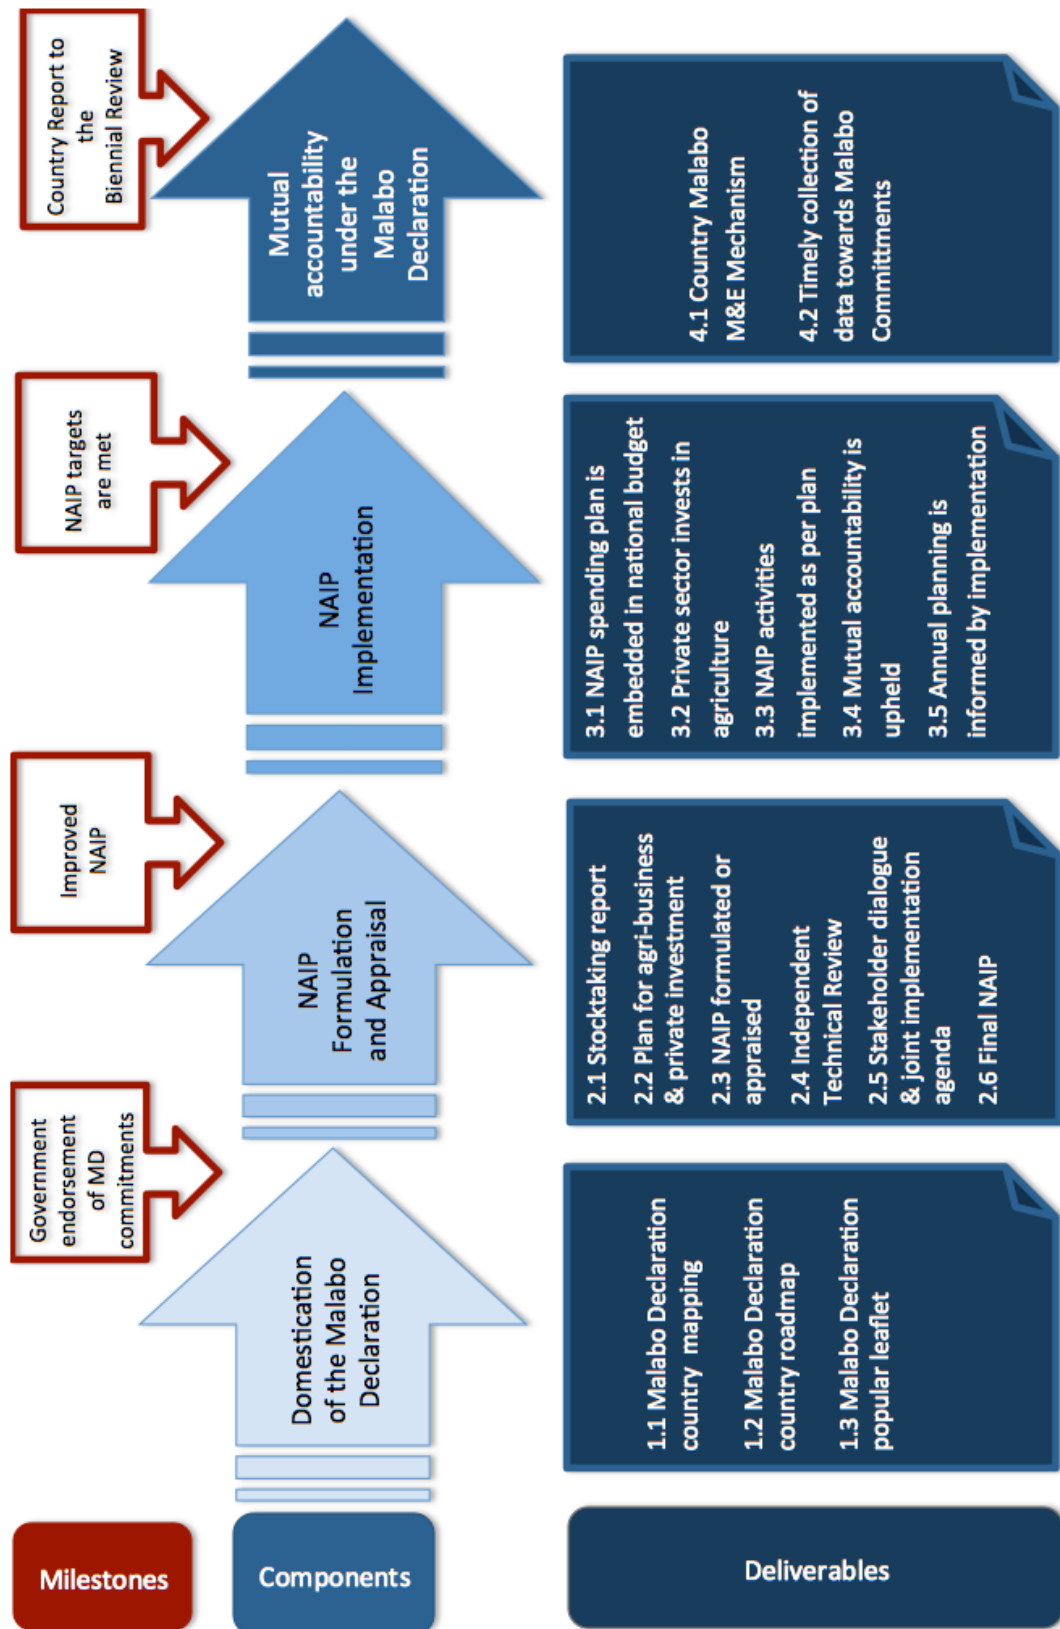 Milestones
Government
endorsement
of MD
commitments
Improved
NAIP
NAIP targets
are met
Country Report to
the
Biennial Review
Components
Domestication
of the Malabo
Declaration
NAIP
Formulation
and Appraisal
NAIP
Implementation
Mutual
accountability
under the
Malabo
Declaration
Deliverables
1.1 Malabo Declaration
country mapping
1.2 Malabo Declaration
country roadmap
1.3 Malabo Declaration
popular leaflet
2.1 Stocktaking report
2.2 Plan for agri-business
& private investment
2.3 NAIP formulated or
appraised
2.4 Independent
Technical Review
2.5 Stakeholder dialogue
& joint implementation
agenda
2.6 Final NAIP
3.1 NAIP spending plan is
embedded in national budget
3.2 Private sector invests in
agriculture
3.3 NAIP activities
implemented as per plan
3.4 Mutual accountability is
upheld
3.5 Annual planning is
informed by implementation
4.1 Country Malabo
M&E Mechanism
4.2 Timely collection of
data towards Malabo
Committments